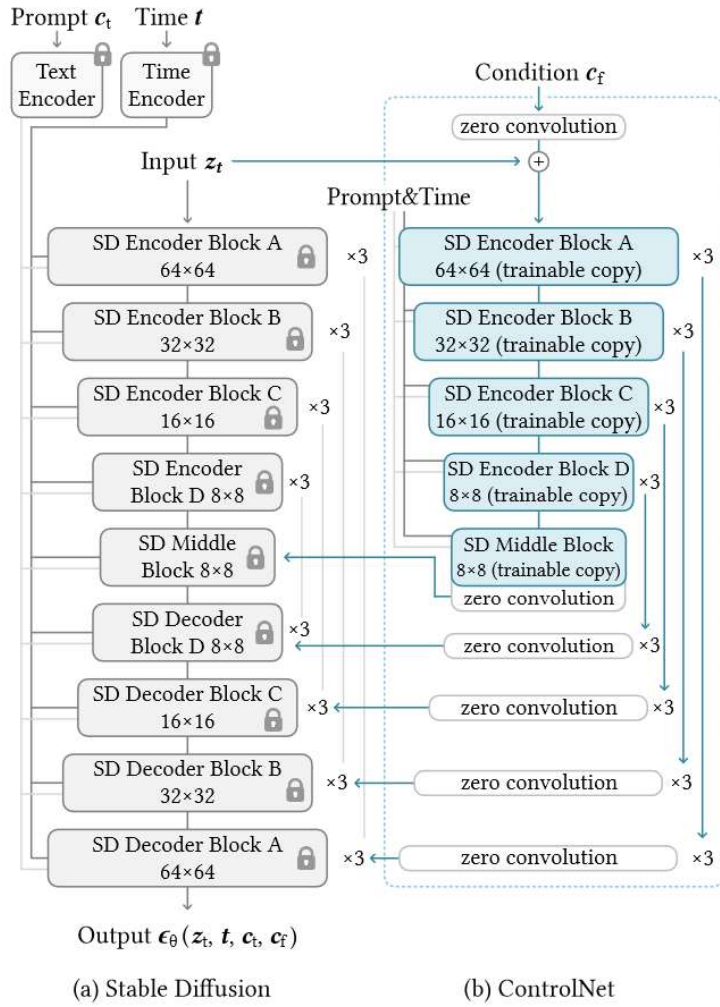 Prompt cₜ
Time t
Text
Encoder
Time
Encoder
Input zₜ
SD Encoder Block A
64×64
×3
SD Encoder Block B
32×32
×3
SD Encoder Block C
16×16
×3
SD Encoder
Block D 8×8
×3
SD Middle
Block 8×8
SD Decoder
Block D 8×8
×3
SD Decoder Block C
16×16
×3
SD Decoder Block B
32×32
×3
SD Decoder Block A
64×64
×3
Output ϵ_θ(z_t, t, c_t, c_f)
(a) Stable Diffusion
Condition c_f
zero convolution
+
Prompt&Time
SD Encoder Block A
64×64 (trainable copy)
×3
SD Encoder Block B
32×32 (trainable copy)
×3
SD Encoder Block C
16×16 (trainable copy)
×3
SD Encoder Block D
8×8 (trainable copy)
×3
SD Middle Block
8×8 (trainable copy)
zero convolution
zero convolution
×3
zero convolution
×3
zero convolution
×3
zero convolution
×3
(b) ControlNet